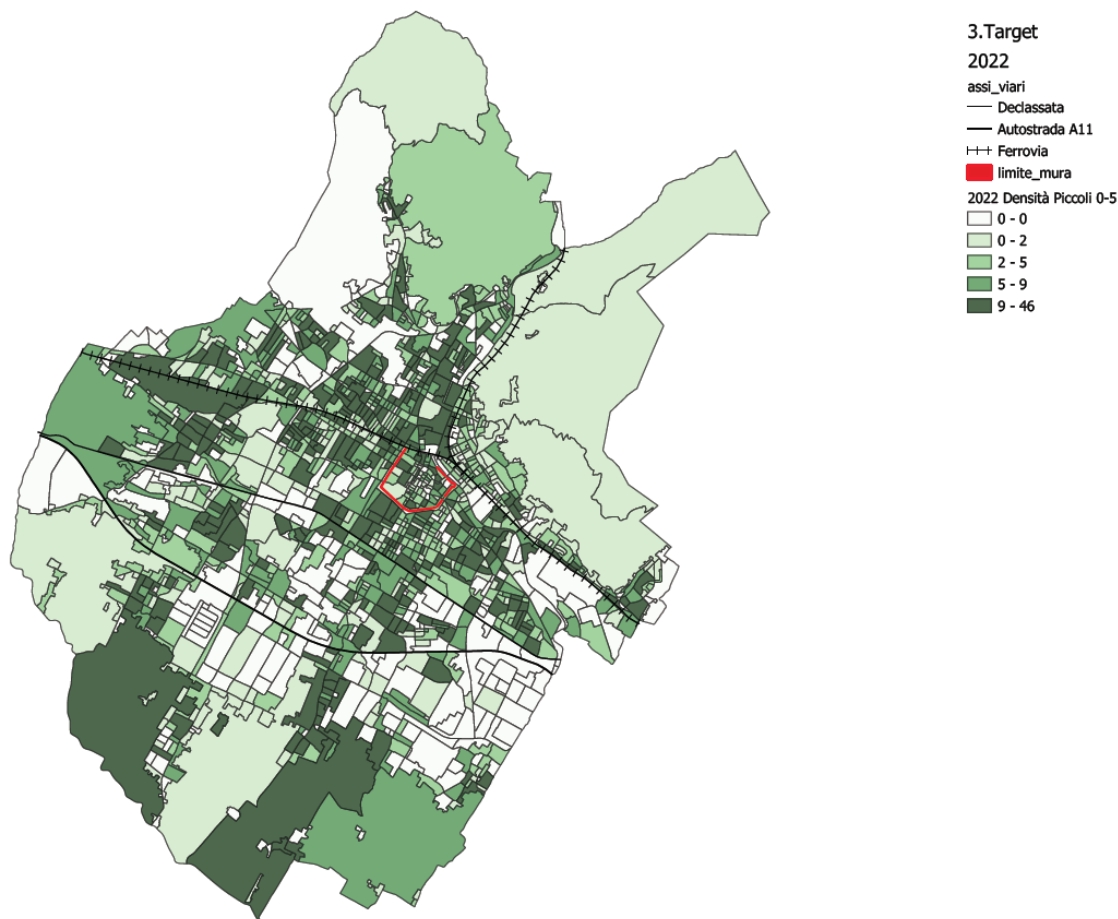 3.Target
2022
assi_viari
Declassata
Autostrada A11
Ferrovia
limite_mura
2022 Densità Piccoli 0-5
0 - 0
0 - 2
2 - 5
5 - 9
9 - 46